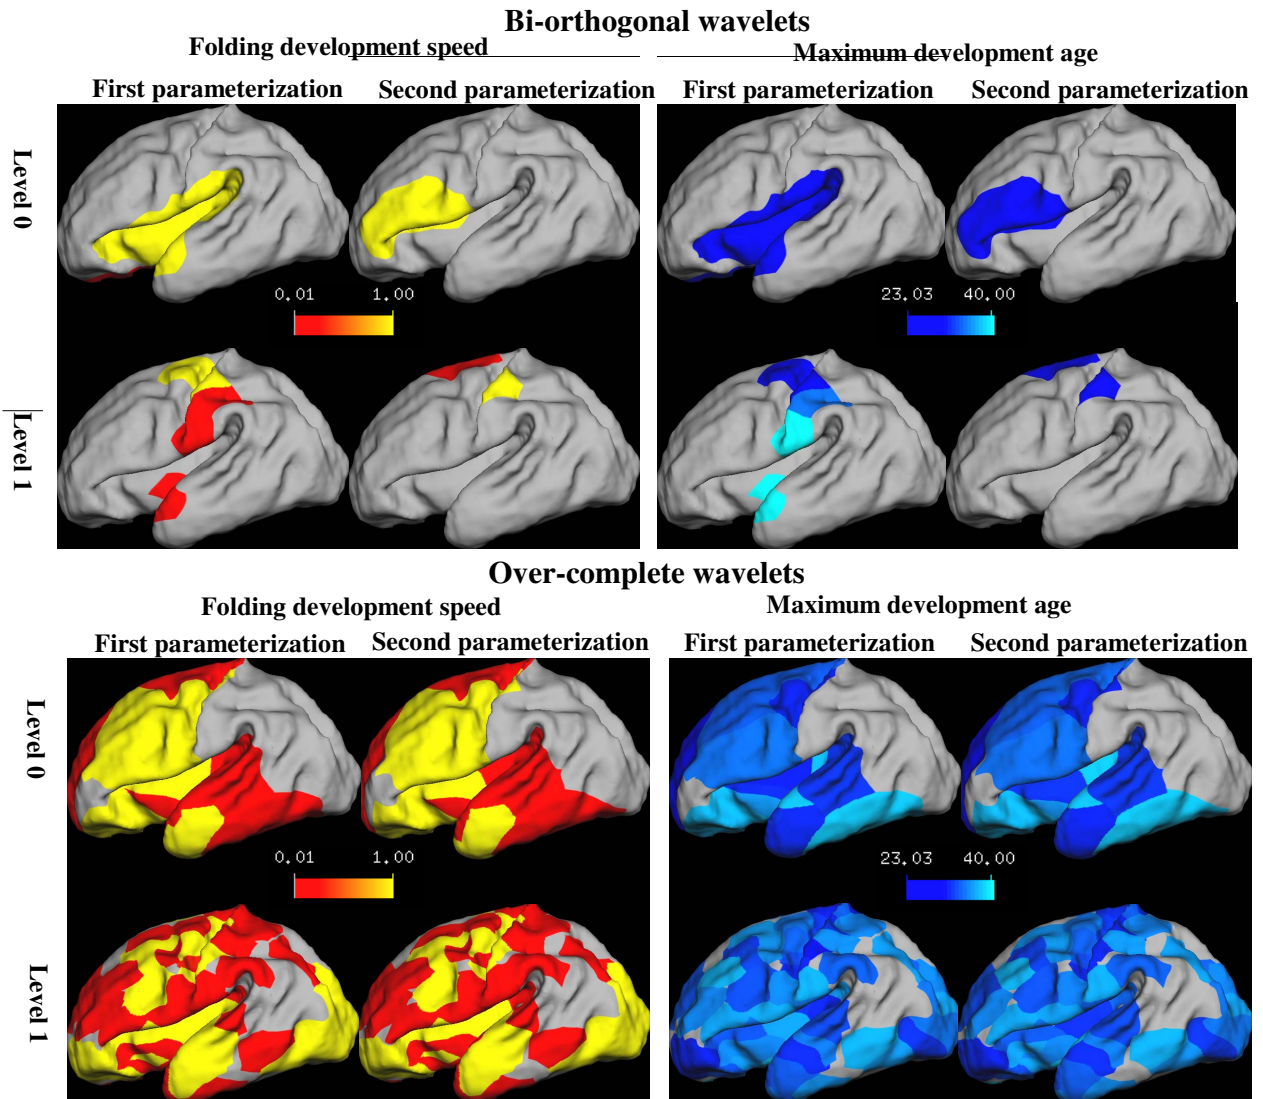 Bi-orthogonal wavelets
Folding development speed
Maximum development age
First parameterization
Second parameterization
First parameterization
Second parameterization
Level 0
0.01 1.00
23.03 40.00
Level 1
Over-complete wavelets
Folding development speed
Maximum development age
First parameterization
Second parameterization
First parameterization
Second parameterization
Level 0
0.01 1.00
23.03 40.00
Level 1